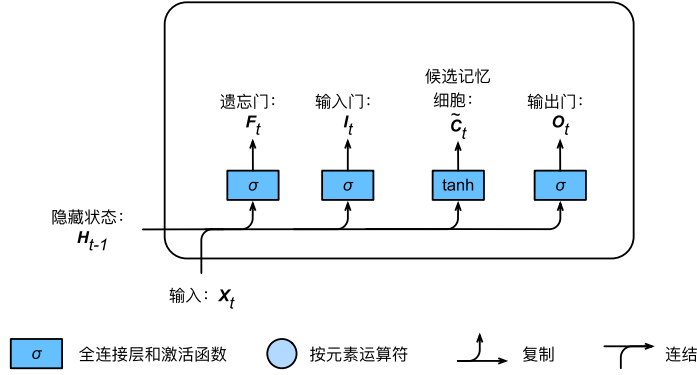 候选记忆
遗忘门： 输入门： 细胞： 输出门：
F_t I_t C̃_t O_t
σ σ tanh σ
隐藏状态：
H_{t-1}
输入： X_t
σ 全连接层和激活函数 按元素运算符 复制 连结